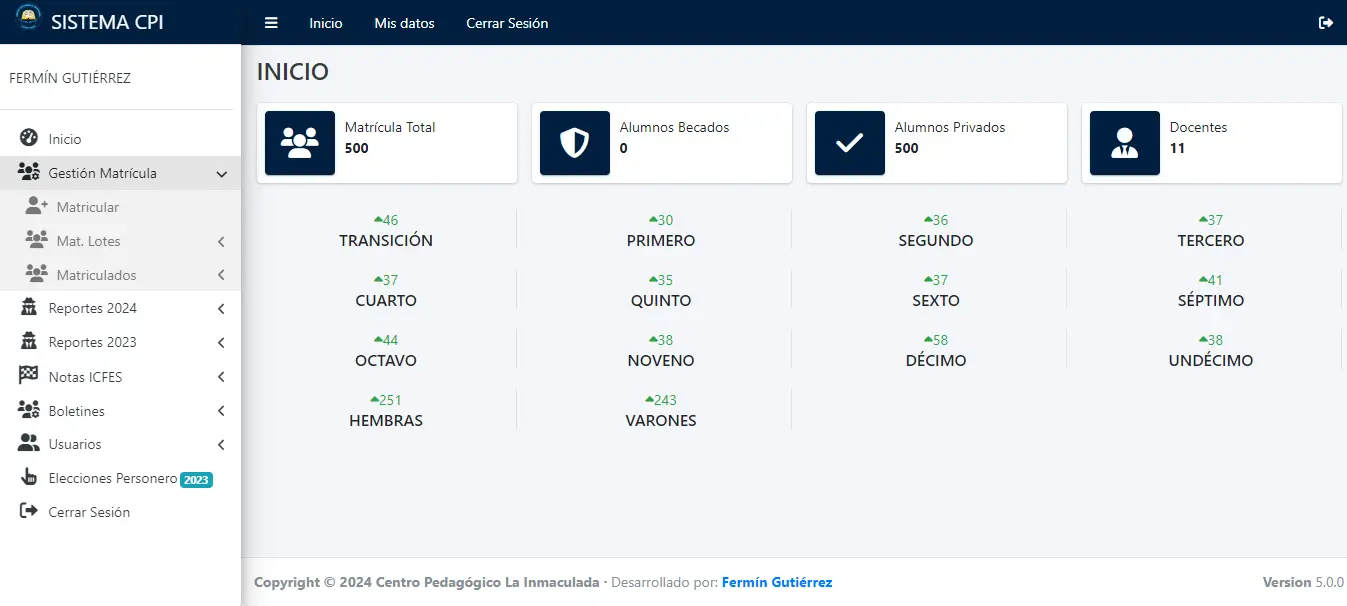 SISTEMA CPI
Inicio
Mis datos
Cerrar Sesión
FERMÍN GUTIÉRREZ
Inicio
Gestión Matrícula
Matricular
Mat. Lotes
Matriculados
Reportes 2024
Reportes 2023
Notas ICFES
Boletines
Usuarios
Elecciones Personero 2023
Cerrar Sesión
INICIO
Matrícula Total
500
Alumnos Becados
0
Alumnos Privados
500
Docentes
11
46
TRANSICIÓN
30
PRIMERO
36
SEGUNDO
37
TERCERO
37
CUARTO
35
QUINTO
37
SEXTO
41
SÉPTIMO
44
OCTAVO
38
NOVENO
58
DÉCIMO
38
UNDÉCIMO
251
HEMBRAS
243
VARONES
Copyright © 2024 Centro Pedagógico La Inmaculada · Desarrollado por: Fermín Gutiérrez
Version 5.0.0